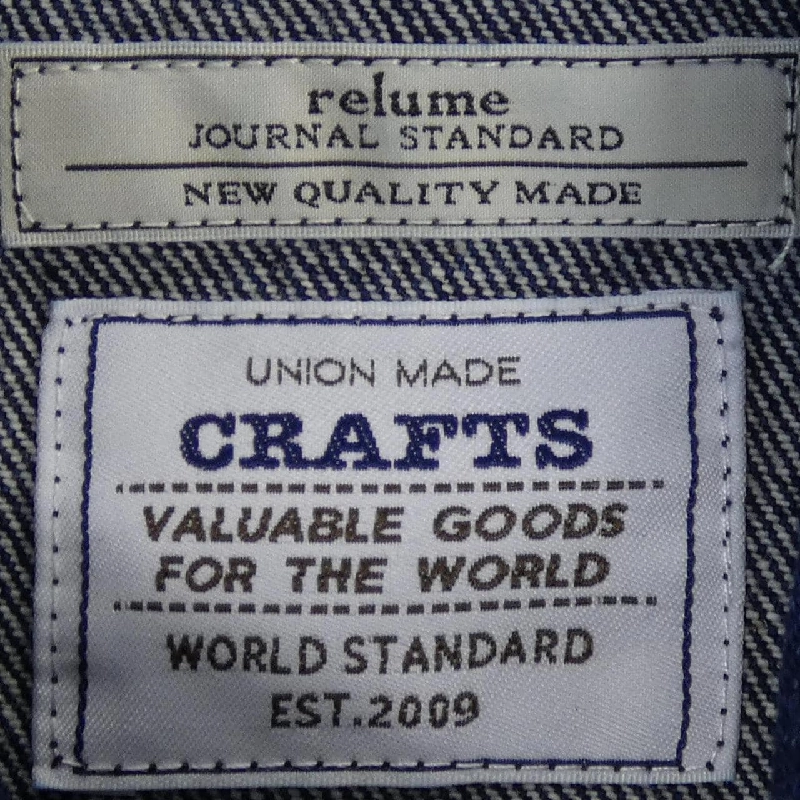 relume
JOURNAL STANDARD
NEW QUALITY MADE
UNION MADE
CRAFTS
VALUABLE GOODS
FOR THE WORLD
WORLD STANDARD
EST.2009